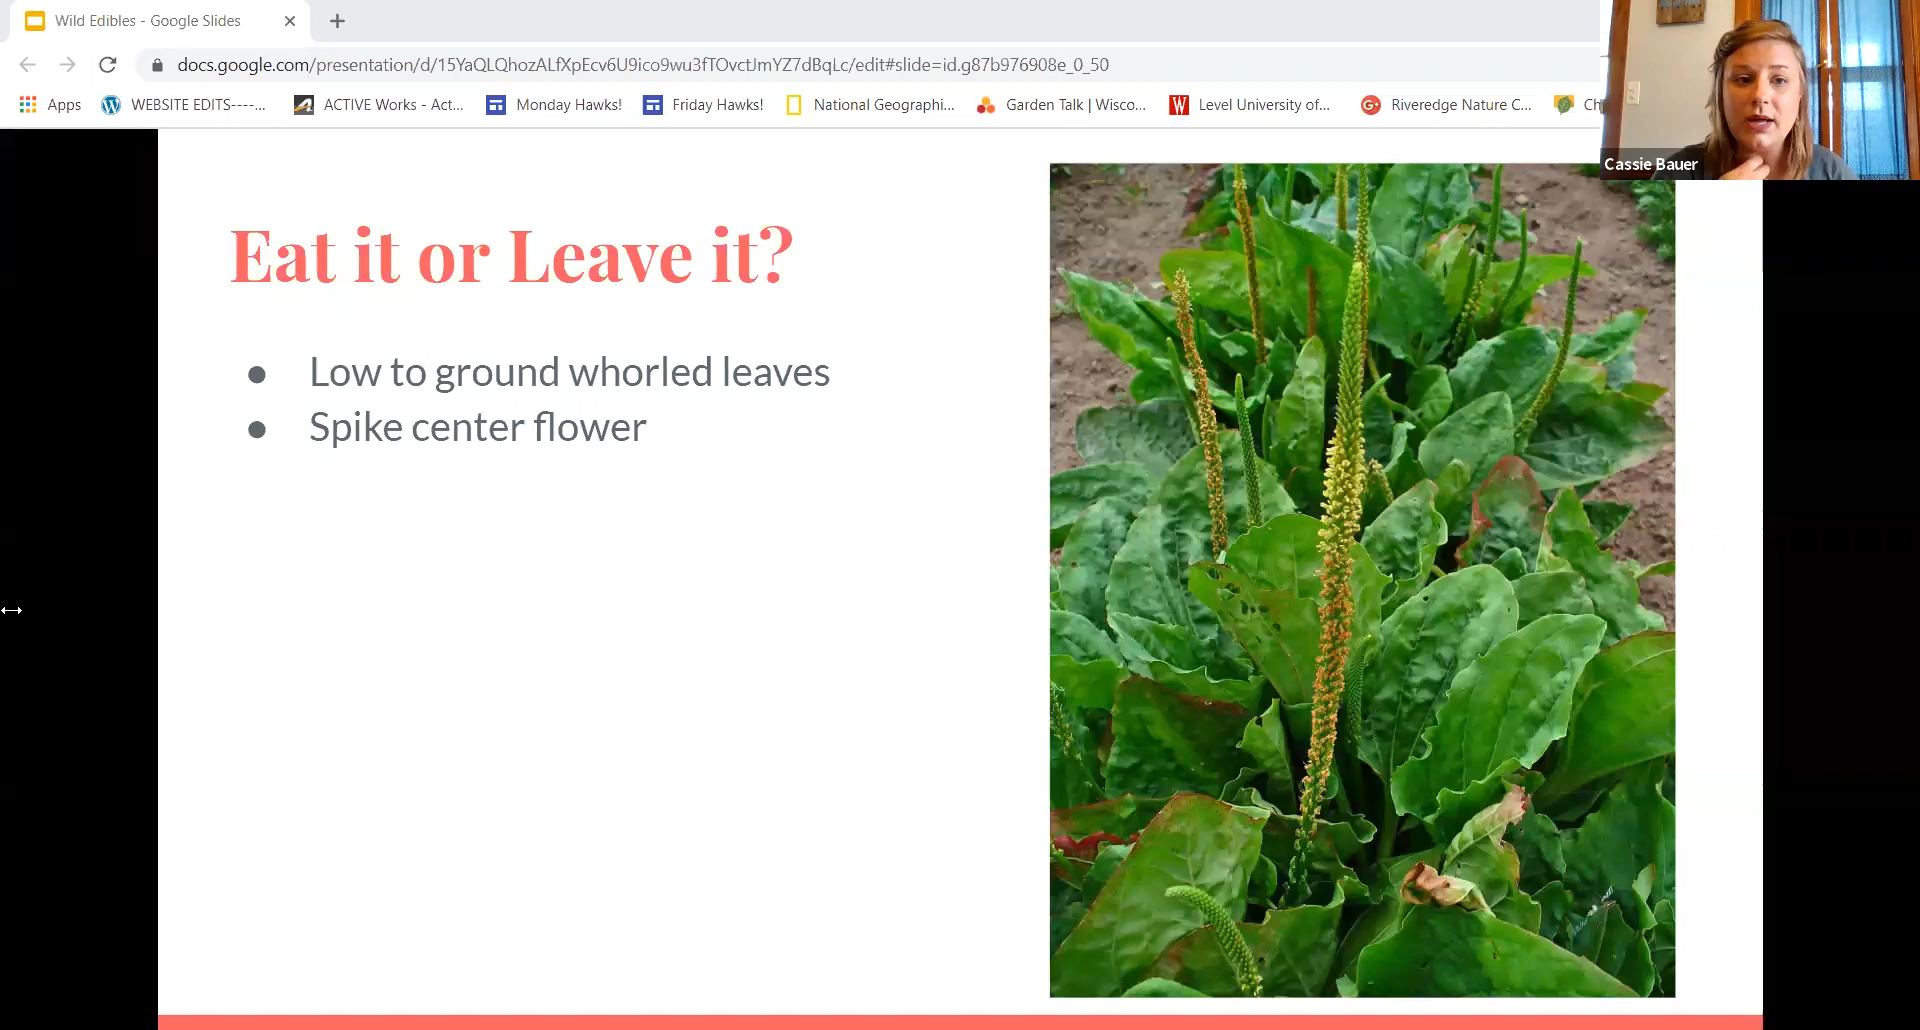 Wild Edibles - Google Slides
docs.google.com/presentation/d/15YaQLQhozALfXpEcv6U9ico9wu3fTOvctJmYZ7dBqLc/edit#slide=id.g87b976908e_0_50
Apps WEBSITE EDITS----... ACTIVE Works - Act... Monday Hawks! Friday Hawks! National Geographi... Garden Talk | Wisco... Level University of... Riveredge Nature C... Ch
Cassie Bauer
Eat it or Leave it?
● Low to ground whorled leaves
● Spike center flower